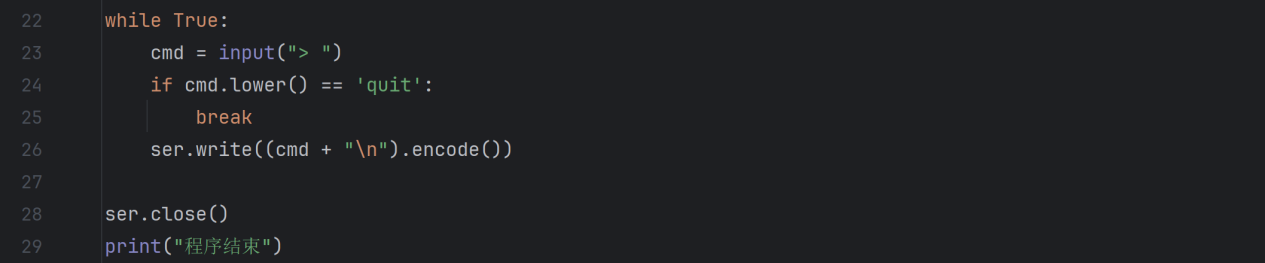 22 while True:
23     cmd = input("> ")
24     if cmd.lower() == 'quit':
25         break
26     ser.write((cmd + "\n").encode())
27
28 ser.close()
29 print("程序结束")